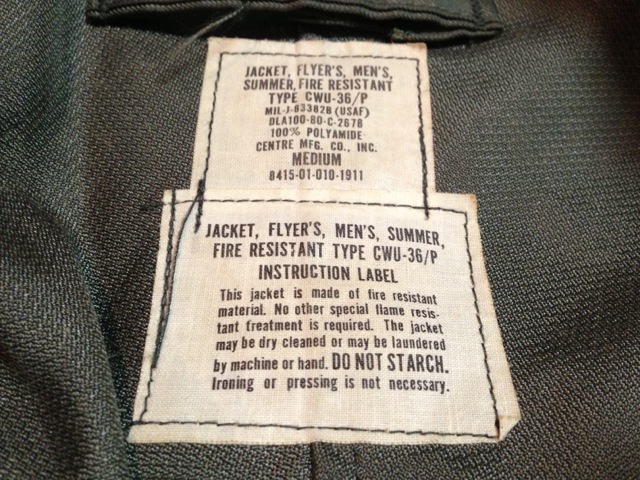 JACKET, FLYER'S, MEN'S,
SUMMER, FIRE RESISTANT
TYPE CWU-36/P
MIL-J-83382B (USAF)
DLA100-80-C-2678
100% POLYAMIDE
CENTRE MFG. CO., INC.
MEDIUM
8415-01-010-1911
JACKET, FLYER'S, MEN'S, SUMMER,
FIRE RESISTANT TYPE CWU-36/P
INSTRUCTION LABEL
This jacket is made of fire resistant
material. No other special flame resis-
tant treatment is required. The jacket
may be dry cleaned or may be laundered
by machine or hand. DO NOT STARCH.
Ironing or pressing is not necessary.